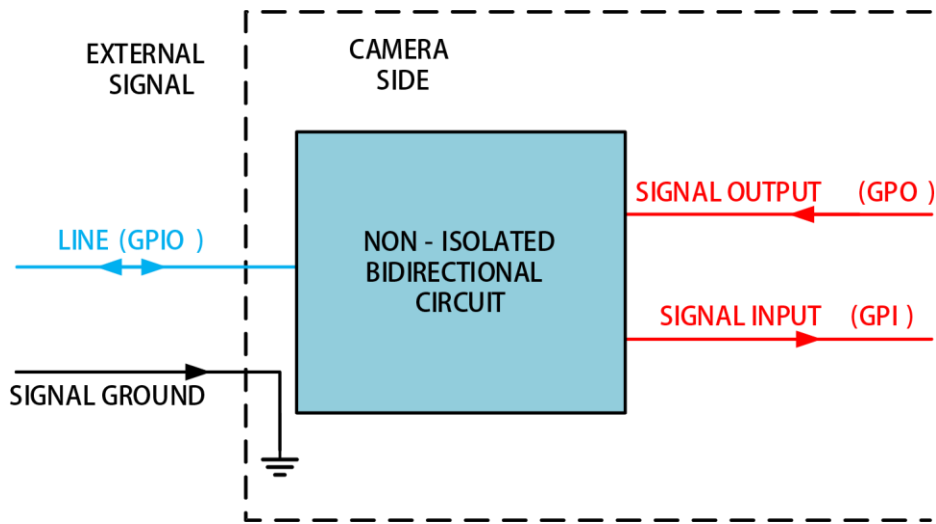 EXTERNAL
SIGNAL
CAMERA
SIDE
SIGNAL OUTPUT (GPO )
LINE (GPIO )
NON - ISOLATED
BIDIRECTIONAL
CIRCUIT
SIGNAL INPUT (GPI )
SIGNAL GROUND